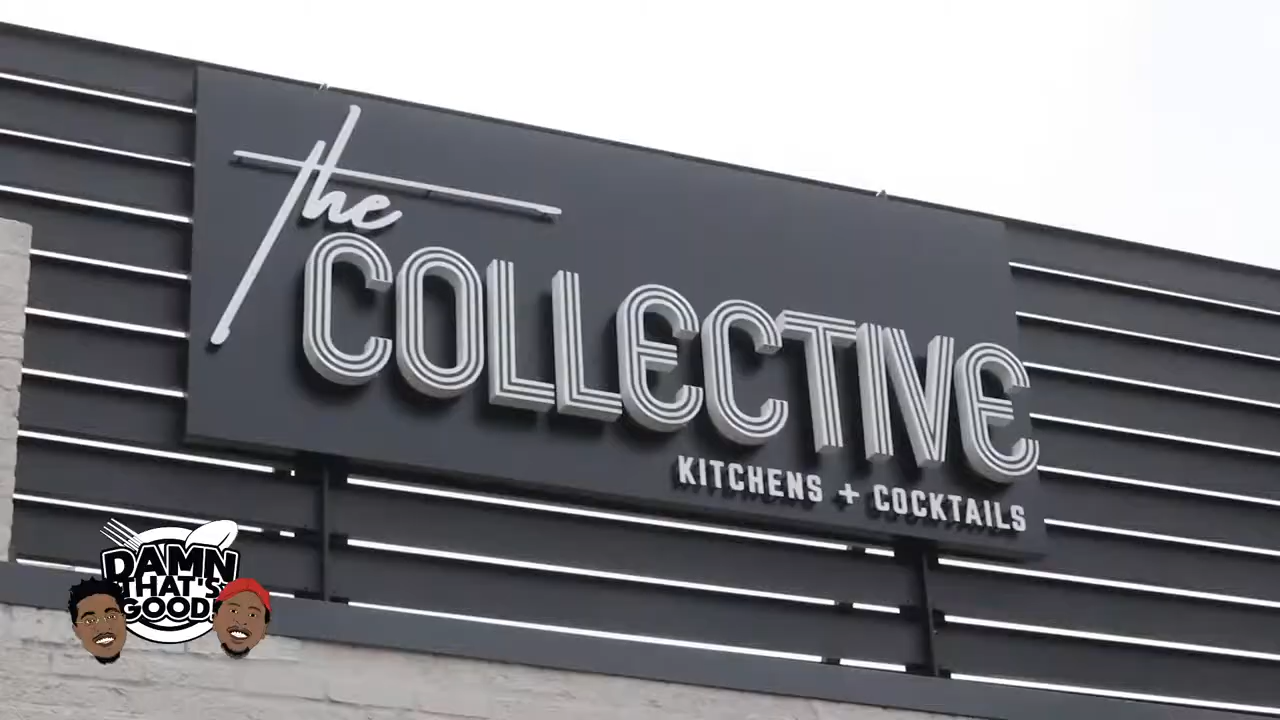 the
COLLECTIVE
KITCHENS + COCKTAILS
DAMN
THAT'S
GOOD!